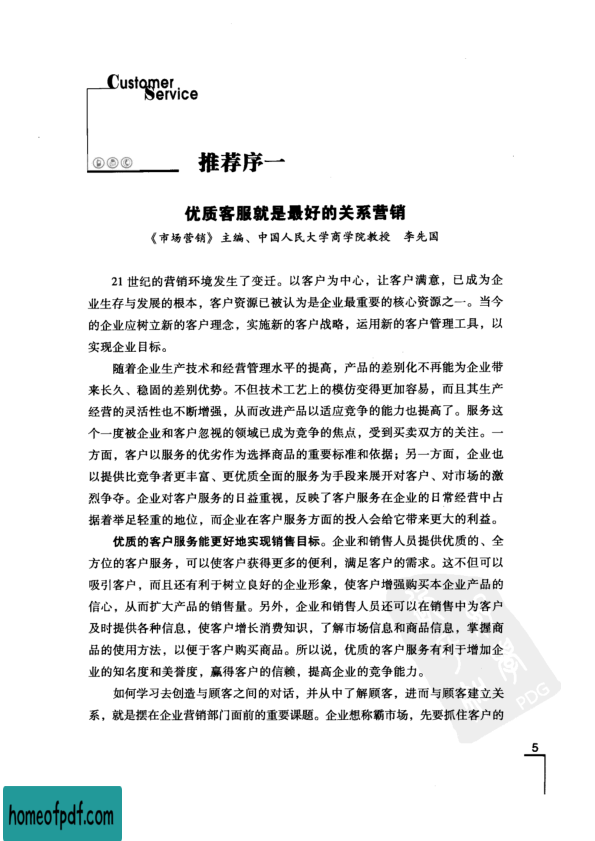 Customer
Service
推荐序一
优质客服就是最好的关系营销
《市场营销》主编、中国人民大学商学院教授 李先国
21世纪的营销环境发生了变迁。以客户为中心，让客户满意，已成为企
业生存与发展的根本，客户资源已被认为是企业最重要的核心资源之一。当今
的企业应树立新的客户理念，实施新的客户战略，运用新的客户管理工具，以
实现企业目标。
随着企业生产技术和经营管理水平的提高，产品的差别化不再能为企业带
来长久、稳固的差别优势。不但技术工艺上的模仿变得更加容易，而且其生产
经营的灵活性也不断增强，从而改进产品以适应竞争的能力也提高了。服务这
个一度被企业和客户忽视的领域已成为竞争的焦点，受到买卖双方的关注。一
方面，客户以服务的优劣作为选择商品的重要标准和依据；另一方面，企业也
以提供比竞争者更丰富、更优质全面的服务为手段来展开对客户、对市场的激
烈争夺。企业对客户服务的日益重视，反映了客户服务在企业的日常经营中占
据着举足轻重的地位，而企业在客户服务方面的投入会给它带来更大的利益。
优质的客户服务能更好地实现销售目标。企业和销售人员提供优质的、全
方位的客户服务，可以使客户获得更多的便利，满足客户的需求。这不但可以
吸引客户，而且还有利于树立良好的企业形象，使客户增强购买本企业产品的
信心，从而扩大产品的销售量。另外，企业和销售人员还可以在销售中为客户
及时提供各种信息，使客户增长消费知识，了解市场信息和商品信息，掌握商
品的使用方法，以便于客户购买商品。所以说，优质的客户服务有利于增加企
业的知名度和美誉度，赢得客户的信赖，提高企业的竞争能力。
如何学习去创造与顾客之间的对话，并从中了解顾客，进而与顾客建立关
系，就是摆在企业营销部门面前的重要课题。企业想称霸市场，先要抓住客户的
PDG
5
homeofpdf.com